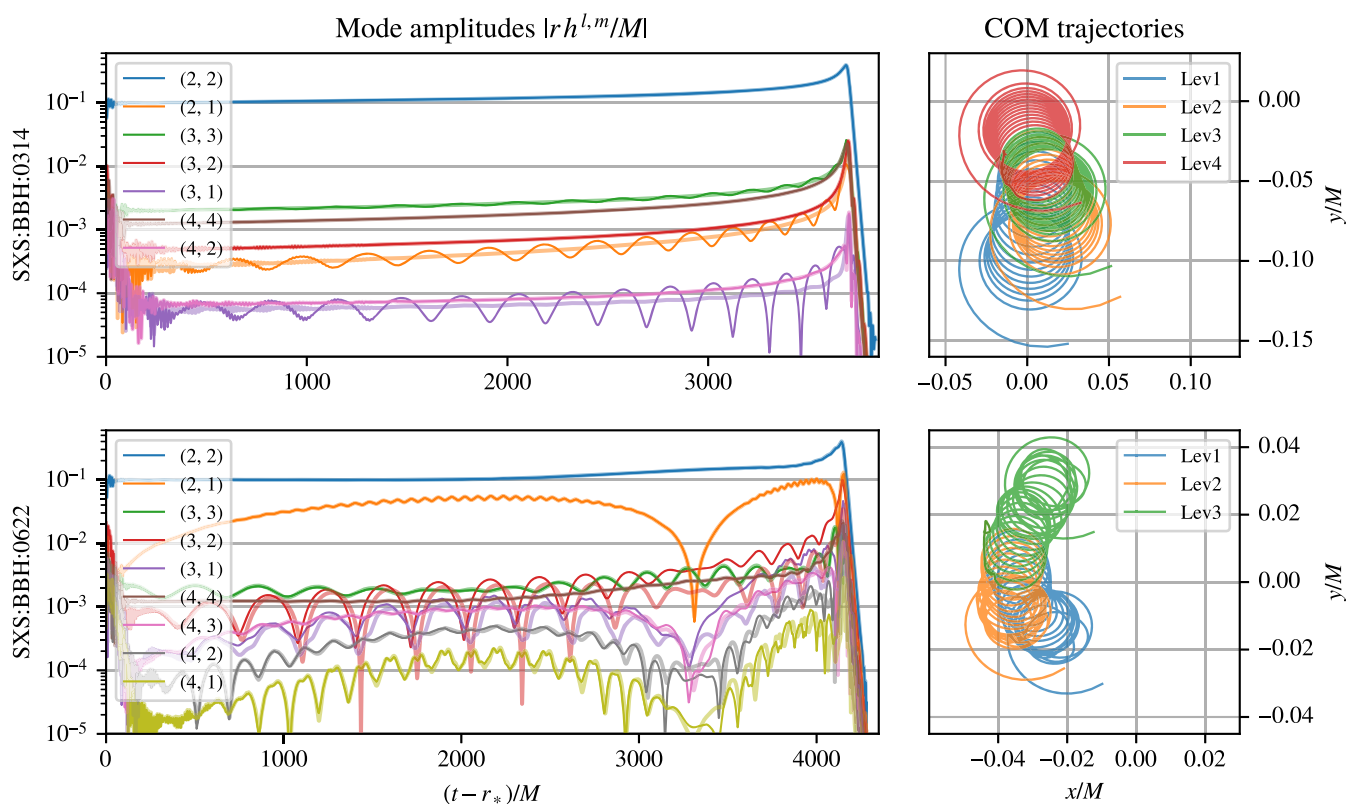 Mode amplitudes |rh^{l,m}/M|
COM trajectories
SXS:BBH:0314
10⁻¹
10⁻²
10⁻³
10⁻⁴
10⁻⁵
(2, 2)
(2, 1)
(3, 3)
(3, 2)
(3, 1)
(4, 4)
(4, 2)
0 1000 2000 3000
Lev1
Lev2
Lev3
Lev4
0.00
−0.05
−0.10
−0.15
y/M
−0.05 0.00 0.05 0.10
SXS:BBH:0622
10⁻¹
10⁻²
10⁻³
10⁻⁴
10⁻⁵
(2, 2)
(2, 1)
(3, 3)
(3, 2)
(3, 1)
(4, 4)
(4, 3)
(4, 2)
(4, 1)
0 1000 2000 3000 4000
(t − r∗)/M
Lev1
Lev2
Lev3
0.04
0.02
0.00
−0.02
−0.04
y/M
−0.04 −0.02 0.00 0.02
x/M